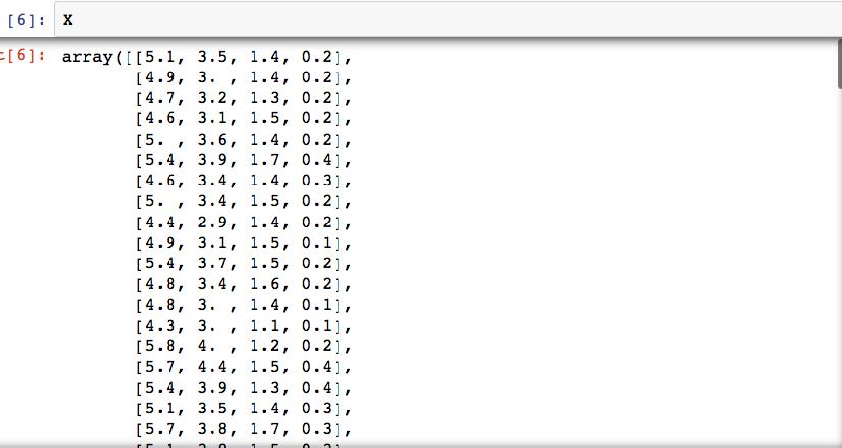 [6]: X
t[6]: array([[5.1, 3.5, 1.4, 0.2],
[4.9, 3. , 1.4, 0.2],
[4.7, 3.2, 1.3, 0.2],
[4.6, 3.1, 1.5, 0.2],
[5. , 3.6, 1.4, 0.2],
[5.4, 3.9, 1.7, 0.4],
[4.6, 3.4, 1.4, 0.3],
[5. , 3.4, 1.5, 0.2],
[4.4, 2.9, 1.4, 0.2],
[4.9, 3.1, 1.5, 0.1],
[5.4, 3.7, 1.5, 0.2],
[4.8, 3.4, 1.6, 0.2],
[4.8, 3. , 1.4, 0.1],
[4.3, 3. , 1.1, 0.1],
[5.8, 4. , 1.2, 0.2],
[5.7, 4.4, 1.5, 0.4],
[5.4, 3.9, 1.3, 0.4],
[5.1, 3.5, 1.4, 0.3],
[5.7, 3.8, 1.7, 0.3],